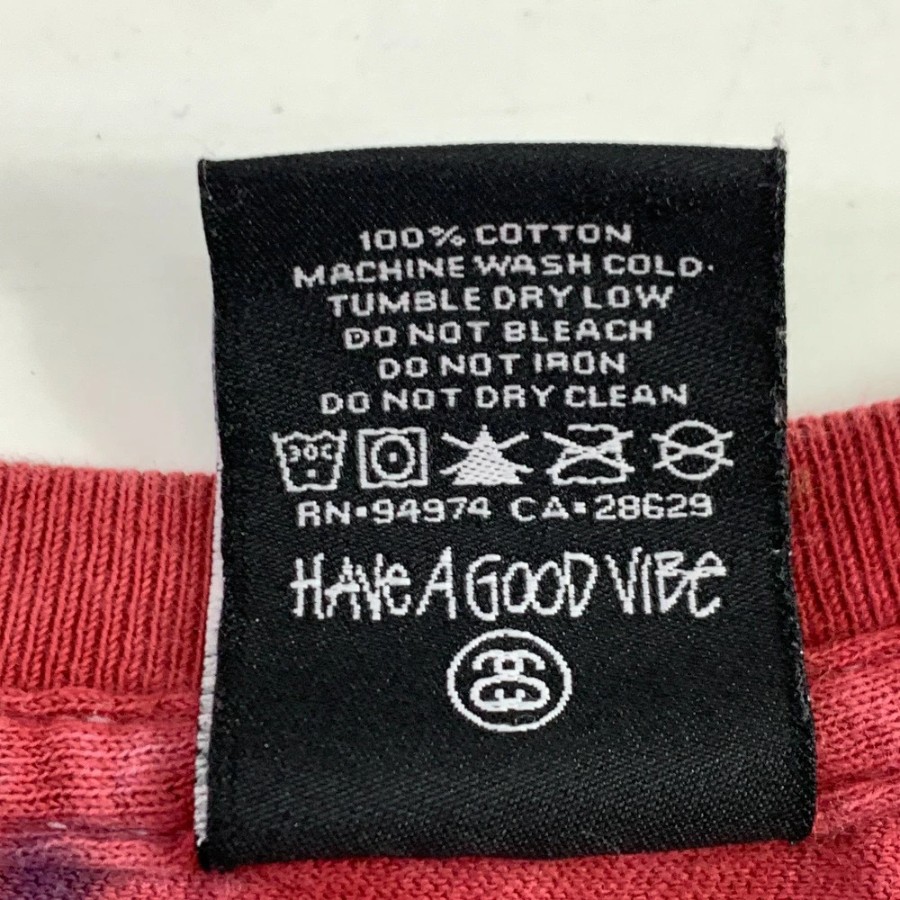 100% COTTON
MACHINE WASH COLD
TUMBLE DRY LOW
DO NOT BLEACH
DO NOT IRON
DO NOT DRY CLEAN
30C
RN·94974 CA·28629
HAVE A GOOD VIBE